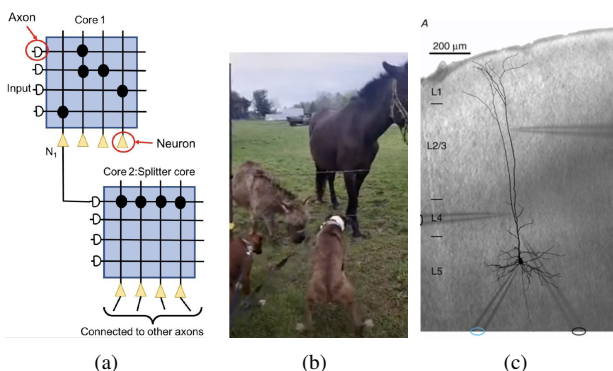 Axon
Core 1
Input
N1
Neuron
Core 2:Splitter core
Connected to other axons
A
200 µm
L1
L2/3
L4
L5
(a)
(b)
(c)